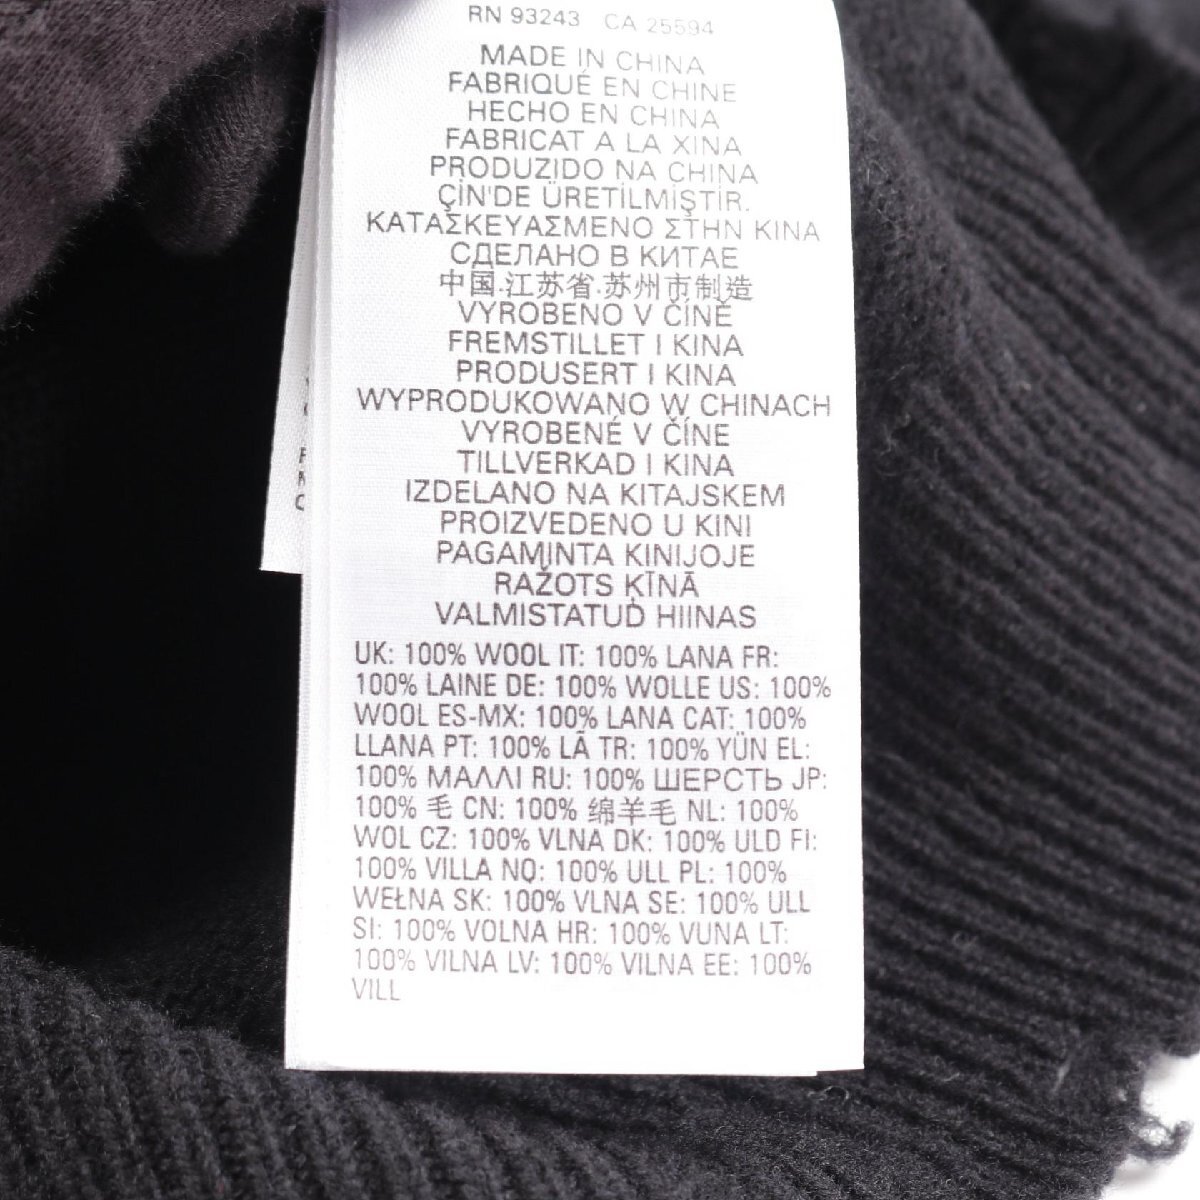 RN 93243 CA 25594
MADE IN CHINA
FABRIQUÉ EN CHINE
HECHO EN CHINA
FABRICAT A LA XINA
PRODUZIDO NA CHINA
ÇİN'DE ÜRETİLMİŞTİR.
ΚΑΤΑΣΚΕΥΑΣΜΕΝΟ ΣΤΗΝ ΚΙΝΑ
СДЕЛАНО В КИТАЕ
中国.江苏省.苏州市制造
VYROBENO V ČÍNĚ
FREMSTILLET I KINA
PRODUSERT I KINA
WYPRODUKOWANO W CHINACH
VYROBENÉ V ČÍNE
TILLVERKAD I KINA
IZDELANO NA KITAJSKEM
PROIZVEDENO U KINI
PAGAMINTA KINIJOJE
RAŽOTS ĶĪNĀ
VALMISTATUD HIINAS
UK: 100% WOOL IT: 100% LANA FR:
100% LAINE DE: 100% WOLLE US: 100%
WOOL ES-MX: 100% LANA CAT: 100%
LLANA PT: 100% LÃ TR: 100% YÜN EL:
100% ΜΑΛΛΙ RU: 100% ШЕРСТЬ JP:
100% 毛 CN: 100% 绵羊毛 NL: 100%
WOL CZ: 100% VLNA DK: 100% ULD FI:
100% VILLA NO: 100% ULL PL: 100%
WEŁNA SK: 100% VLNA SE: 100% ULL
SI: 100% VOLNA HR: 100% VUNA LT:
100% VILNA LV: 100% VILNA EE: 100%
VILL